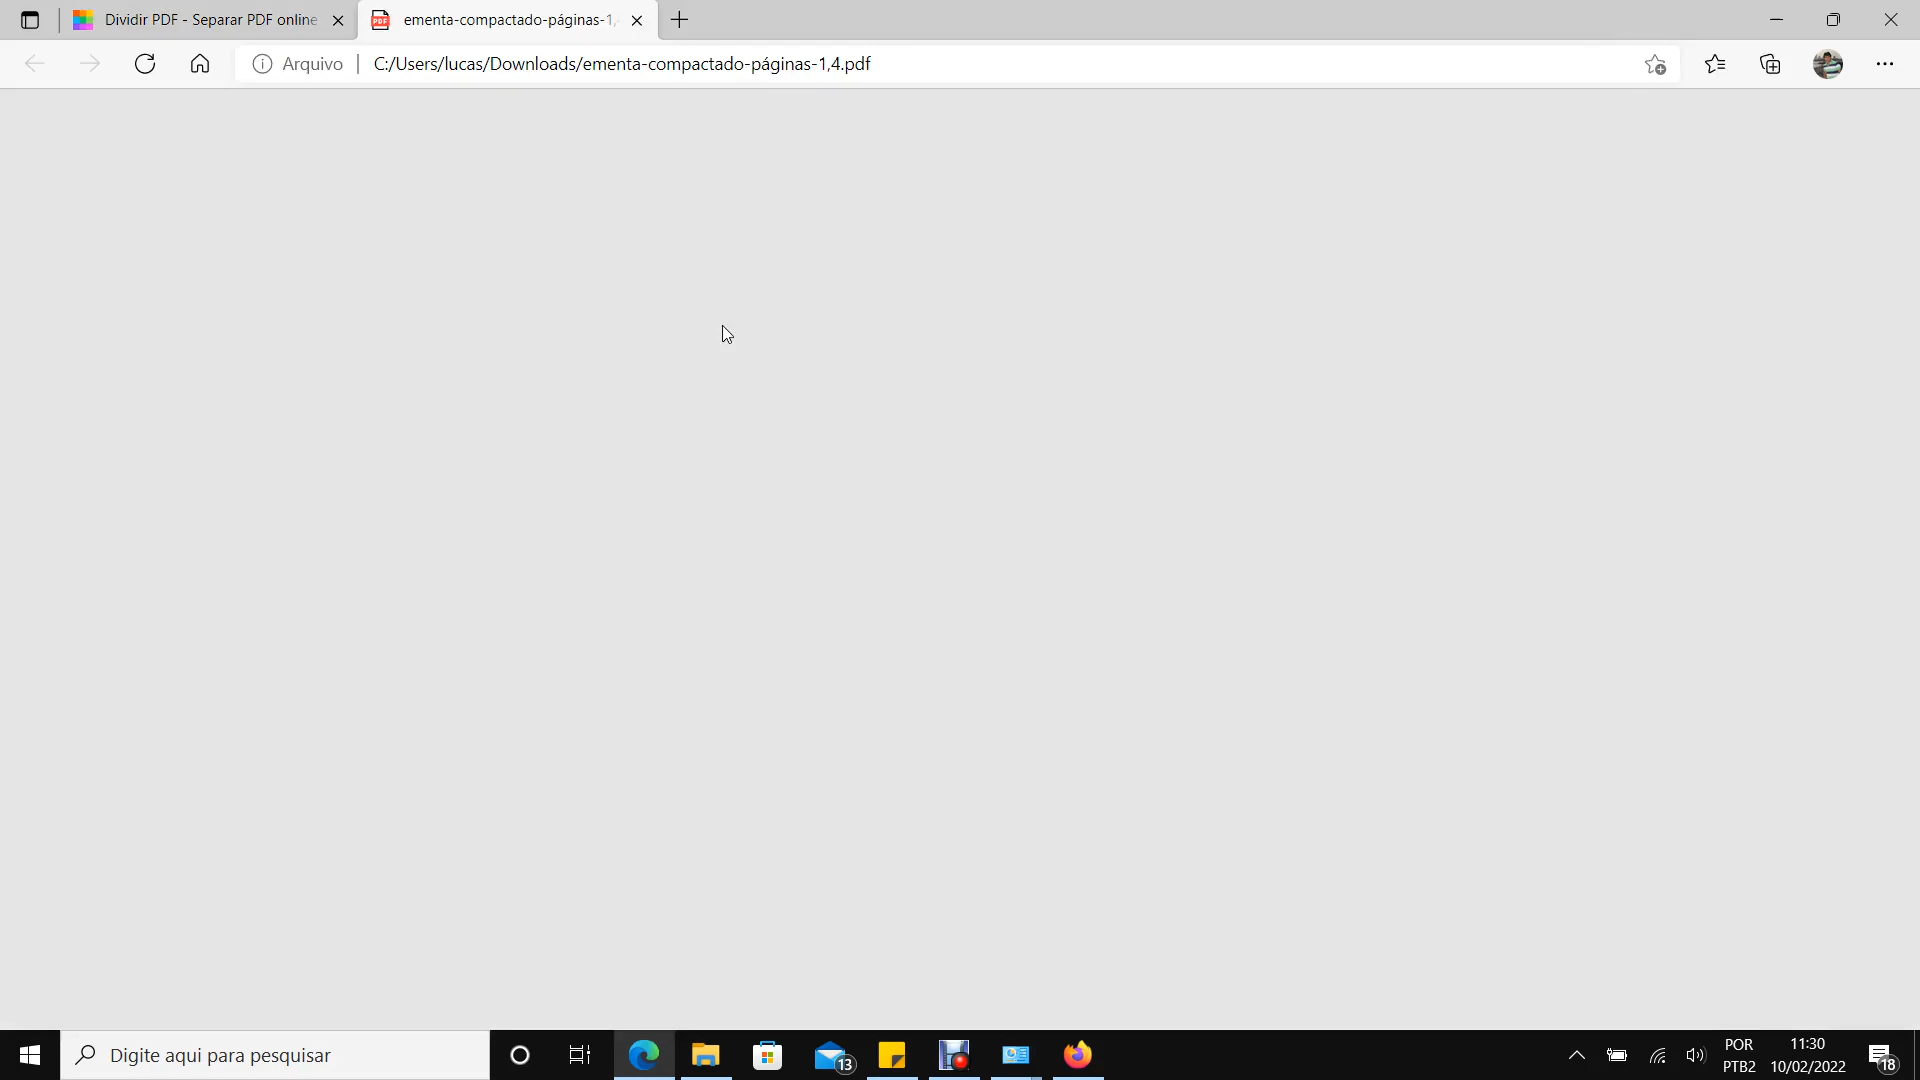 Dividir PDF - Separar PDF online
ementa-compactado-páginas-1,
Arquivo
C:/Users/lucas/Downloads/ementa-compactado-páginas-1,4.pdf
Digite aqui para pesquisar
13
POR
PTB2
11:30
10/02/2022
18